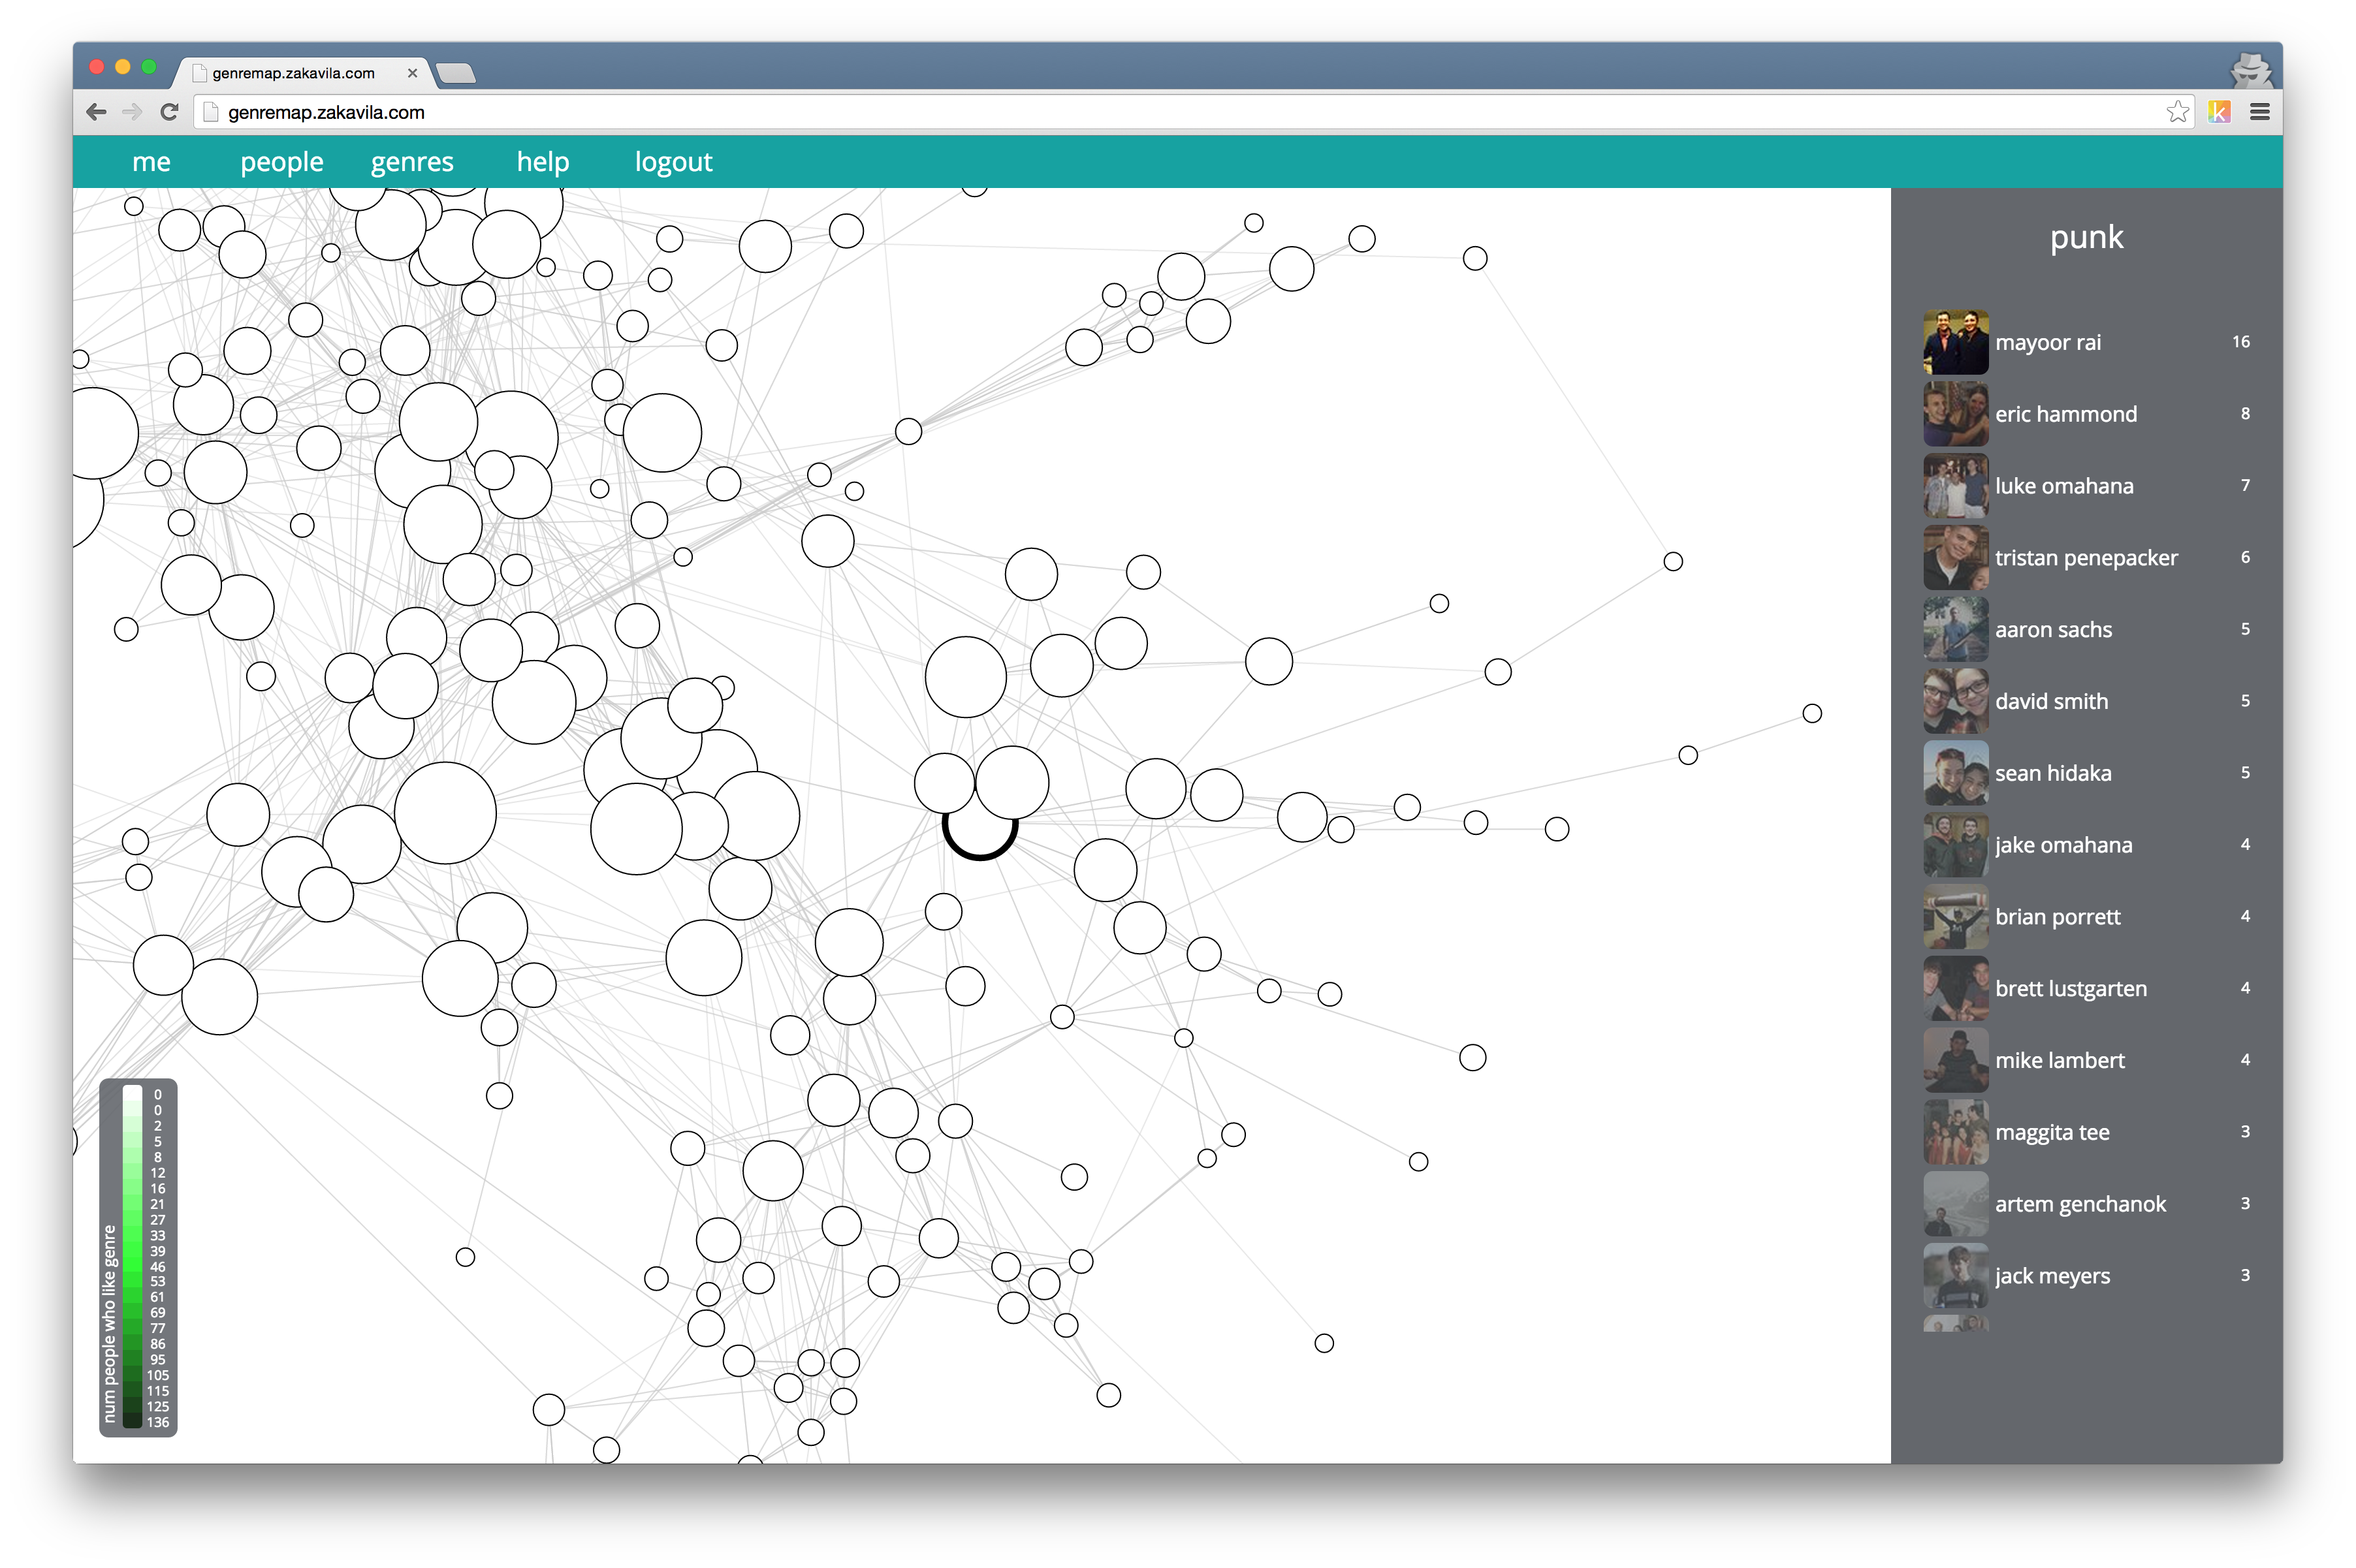 genremap.zakavila.com
genremap.zakavila.com
k
me people genres help logout
punk
mayoor rai 16
eric hammond 8
luke omahana 7
tristan penepacker 6
aaron sachs 5
david smith 5
sean hidaka 5
jake omahana 4
brian porrett 4
brett lustgarten 4
mike lambert 4
maggita tee 3
artem genchanok 3
jack meyers 3
num people who like genre
0
0
2
5
8
12
16
21
27
33
39
46
53
61
69
77
86
95
105
115
125
136